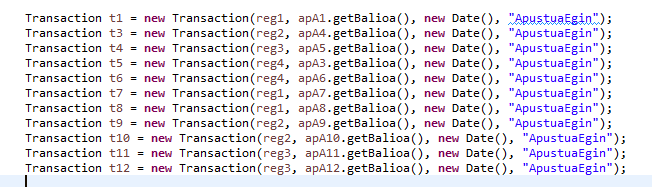 Transaction t1 = new Transaction(reg1, apA1.getBalioa(), new Date(), "ApustuaEgin");
Transaction t3 = new Transaction(reg2, apA4.getBalioa(), new Date(), "ApustuaEgin");
Transaction t4 = new Transaction(reg3, apA5.getBalioa(), new Date(), "ApustuaEgin");
Transaction t5 = new Transaction(reg4, apA3.getBalioa(), new Date(), "ApustuaEgin");
Transaction t6 = new Transaction(reg4, apA6.getBalioa(), new Date(), "ApustuaEgin");
Transaction t7 = new Transaction(reg1, apA7.getBalioa(), new Date(), "ApustuaEgin");
Transaction t8 = new Transaction(reg1, apA8.getBalioa(), new Date(), "ApustuaEgin");
Transaction t9 = new Transaction(reg2, apA9.getBalioa(), new Date(), "ApustuaEgin");
Transaction t10 = new Transaction(reg2, apA10.getBalioa(), new Date(), "ApustuaEgin");
Transaction t11 = new Transaction(reg3, apA11.getBalioa(), new Date(), "ApustuaEgin");
Transaction t12 = new Transaction(reg3, apA12.getBalioa(), new Date(), "ApustuaEgin");